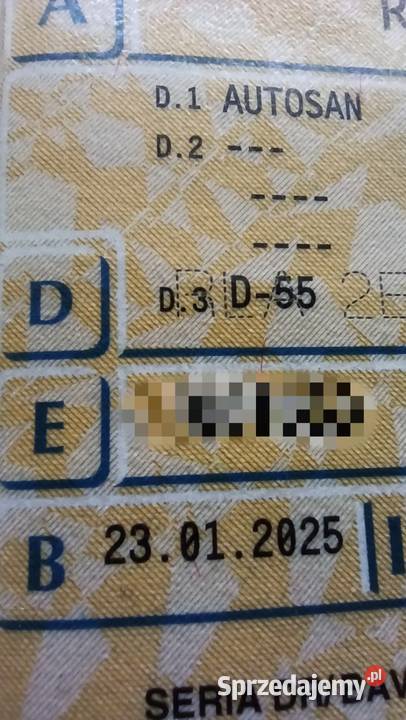 A
D.1 AUTOSAN
D.2 ---
----
----
D
D.3 D-55
E
B
23.01.2025
SERIA
Sprzedajemy.pl